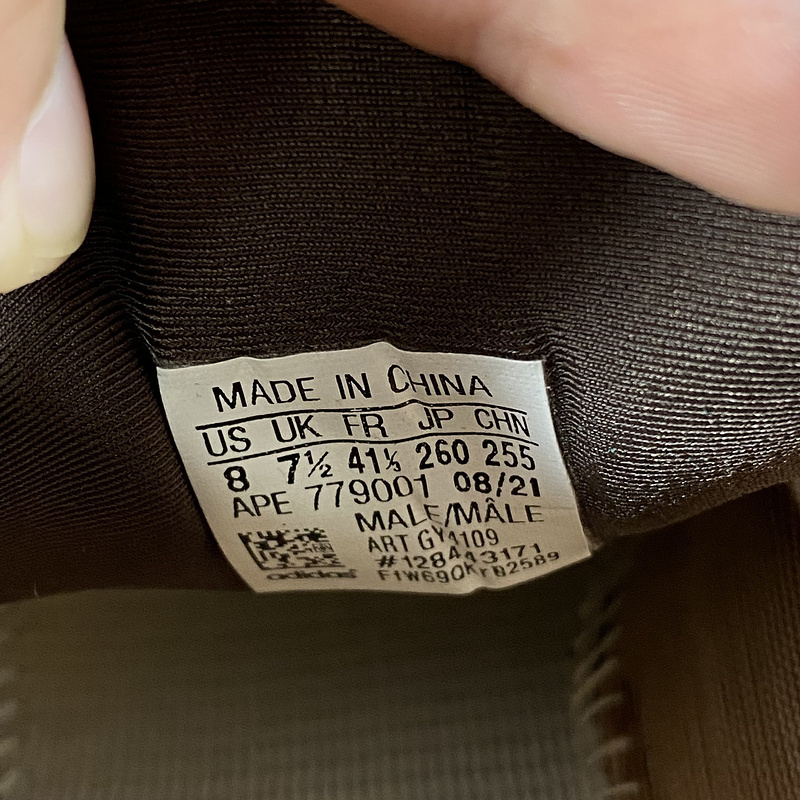 MADE IN CHINA
US UK FR JP CHN
8 7½ 41⅓ 260 255
APE 779001 08/21
MALE/MÂLE
ART GY4109
#128443171
adidas